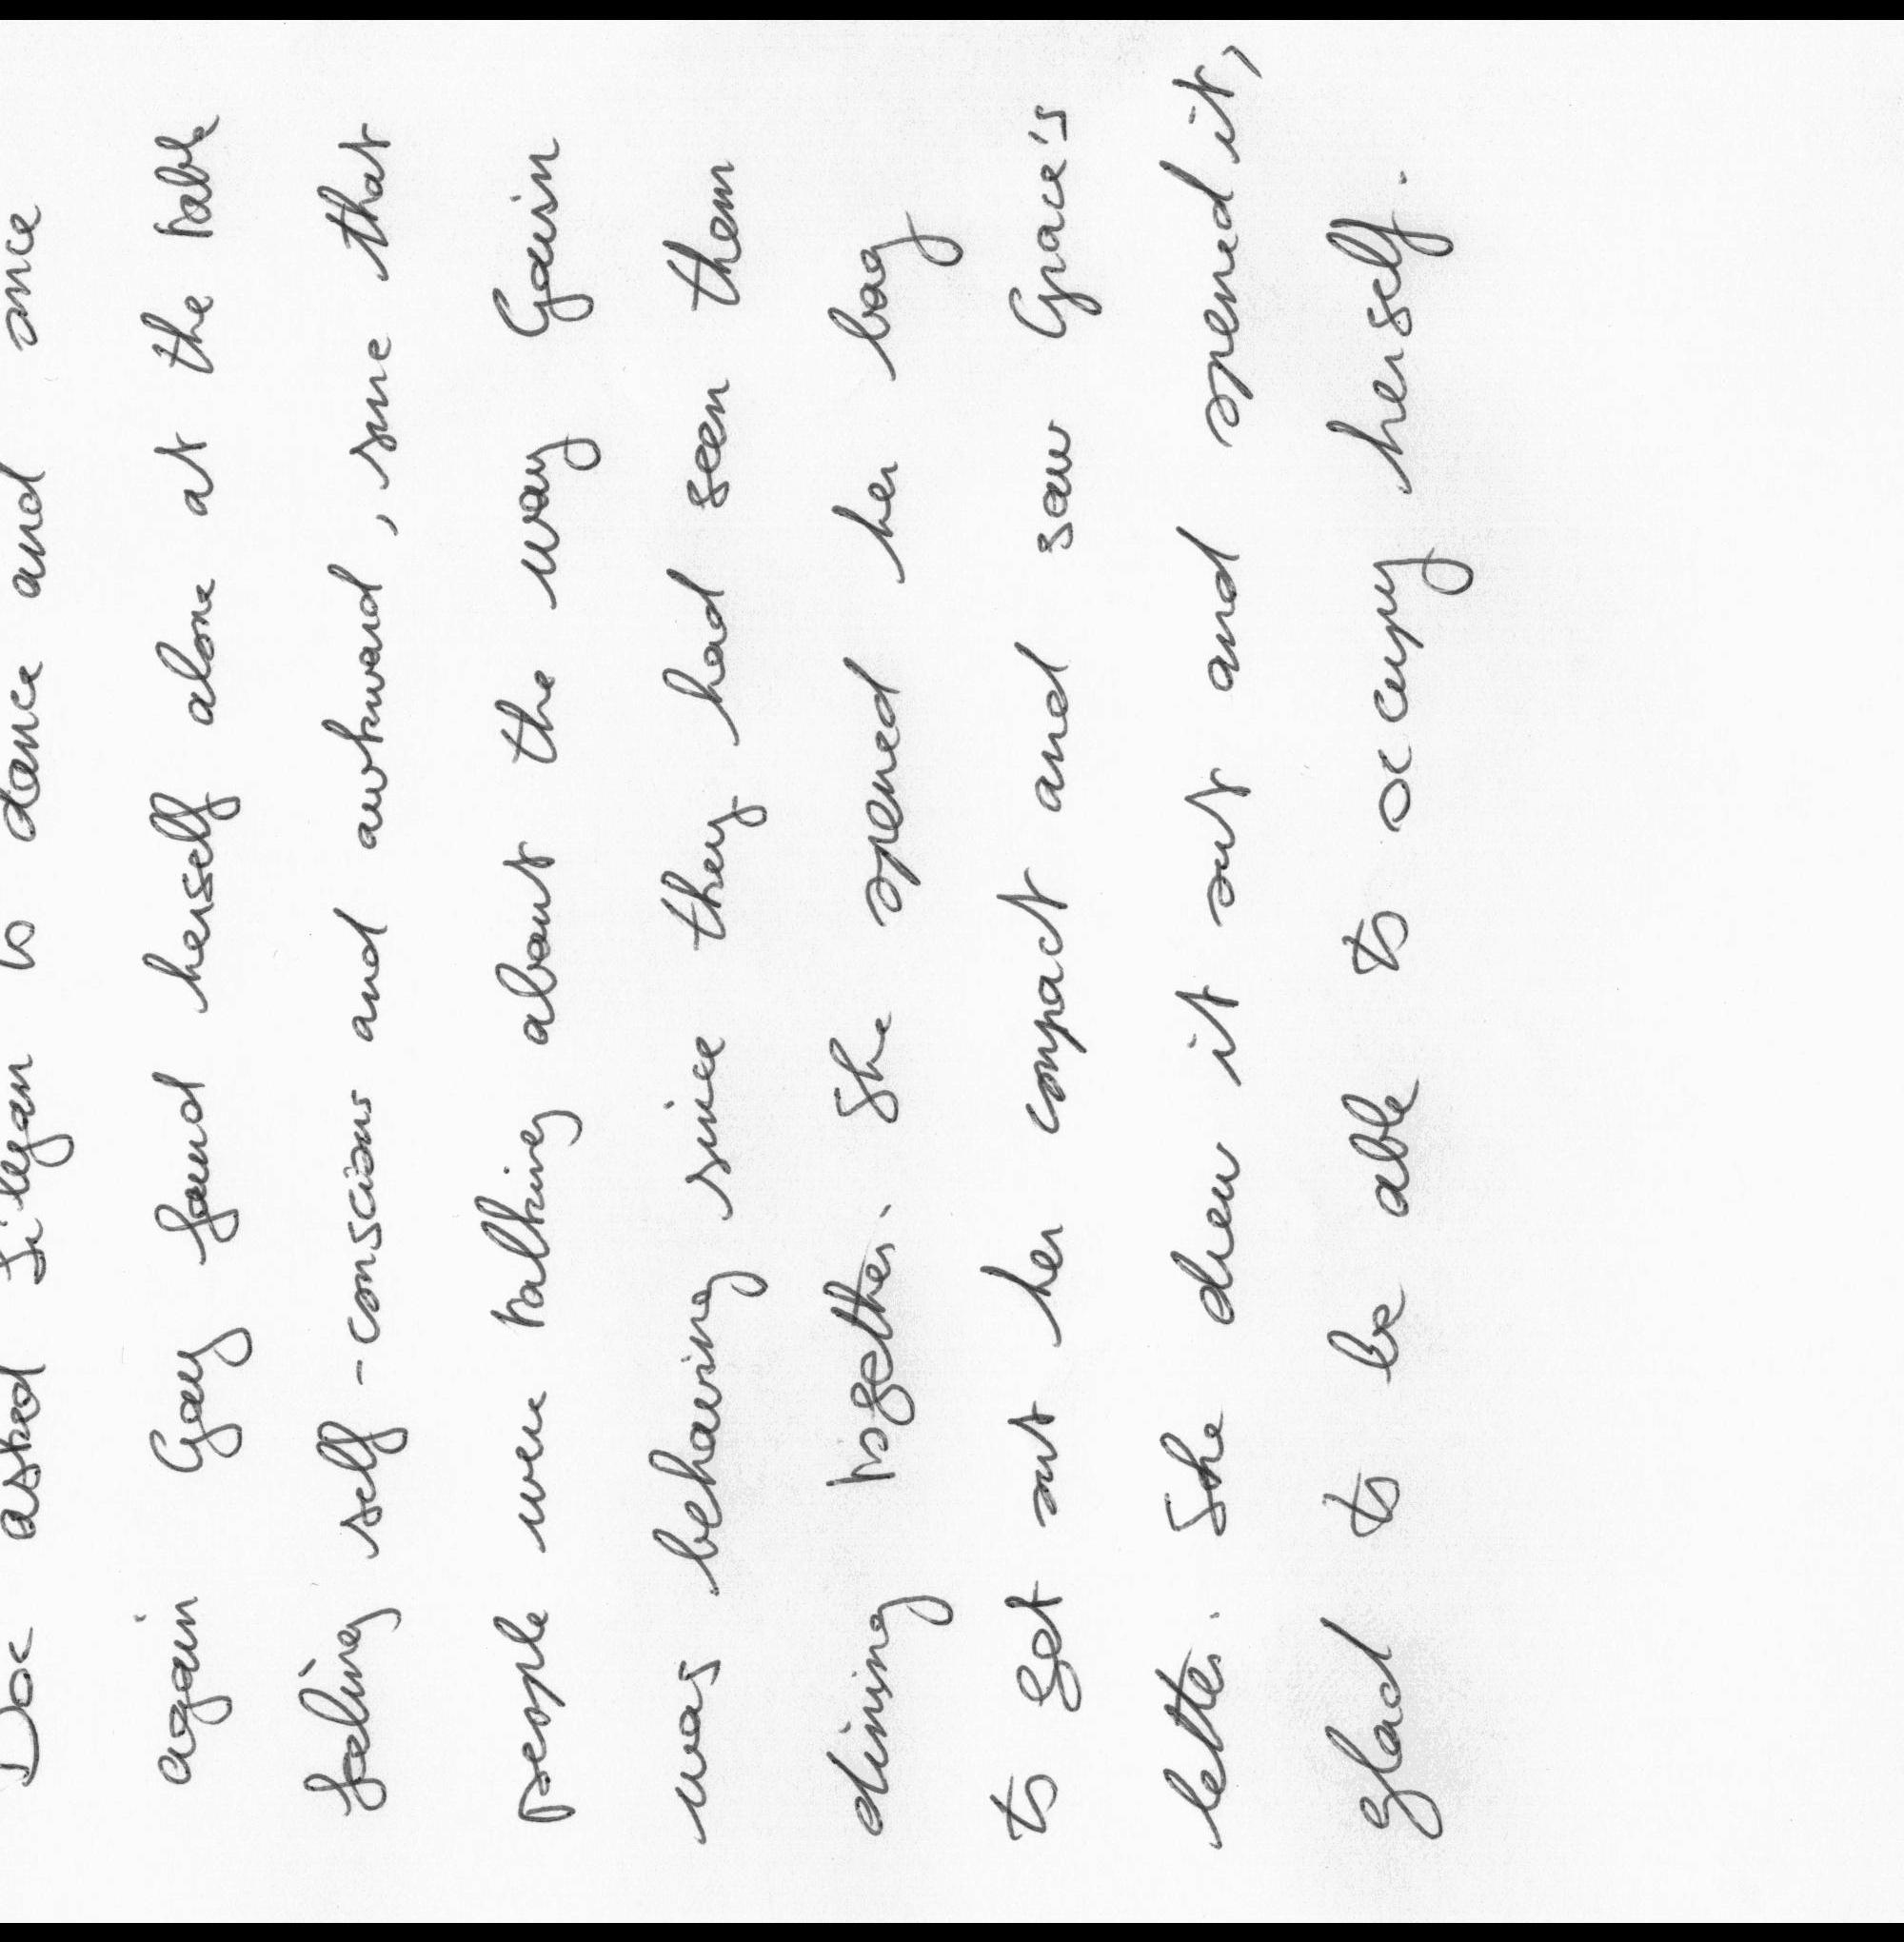 Doc asked Jilyan to dance and once
again Gay found herself alone at the table
feeling self-conscious and awkward, sure that
people were talking about the way Gavin
was behaving since they had seen them
dining together. She opened her bag
to get out her compact and saw Grace's
letter. She drew it out and opened it,
glad to be able to occupy herself.